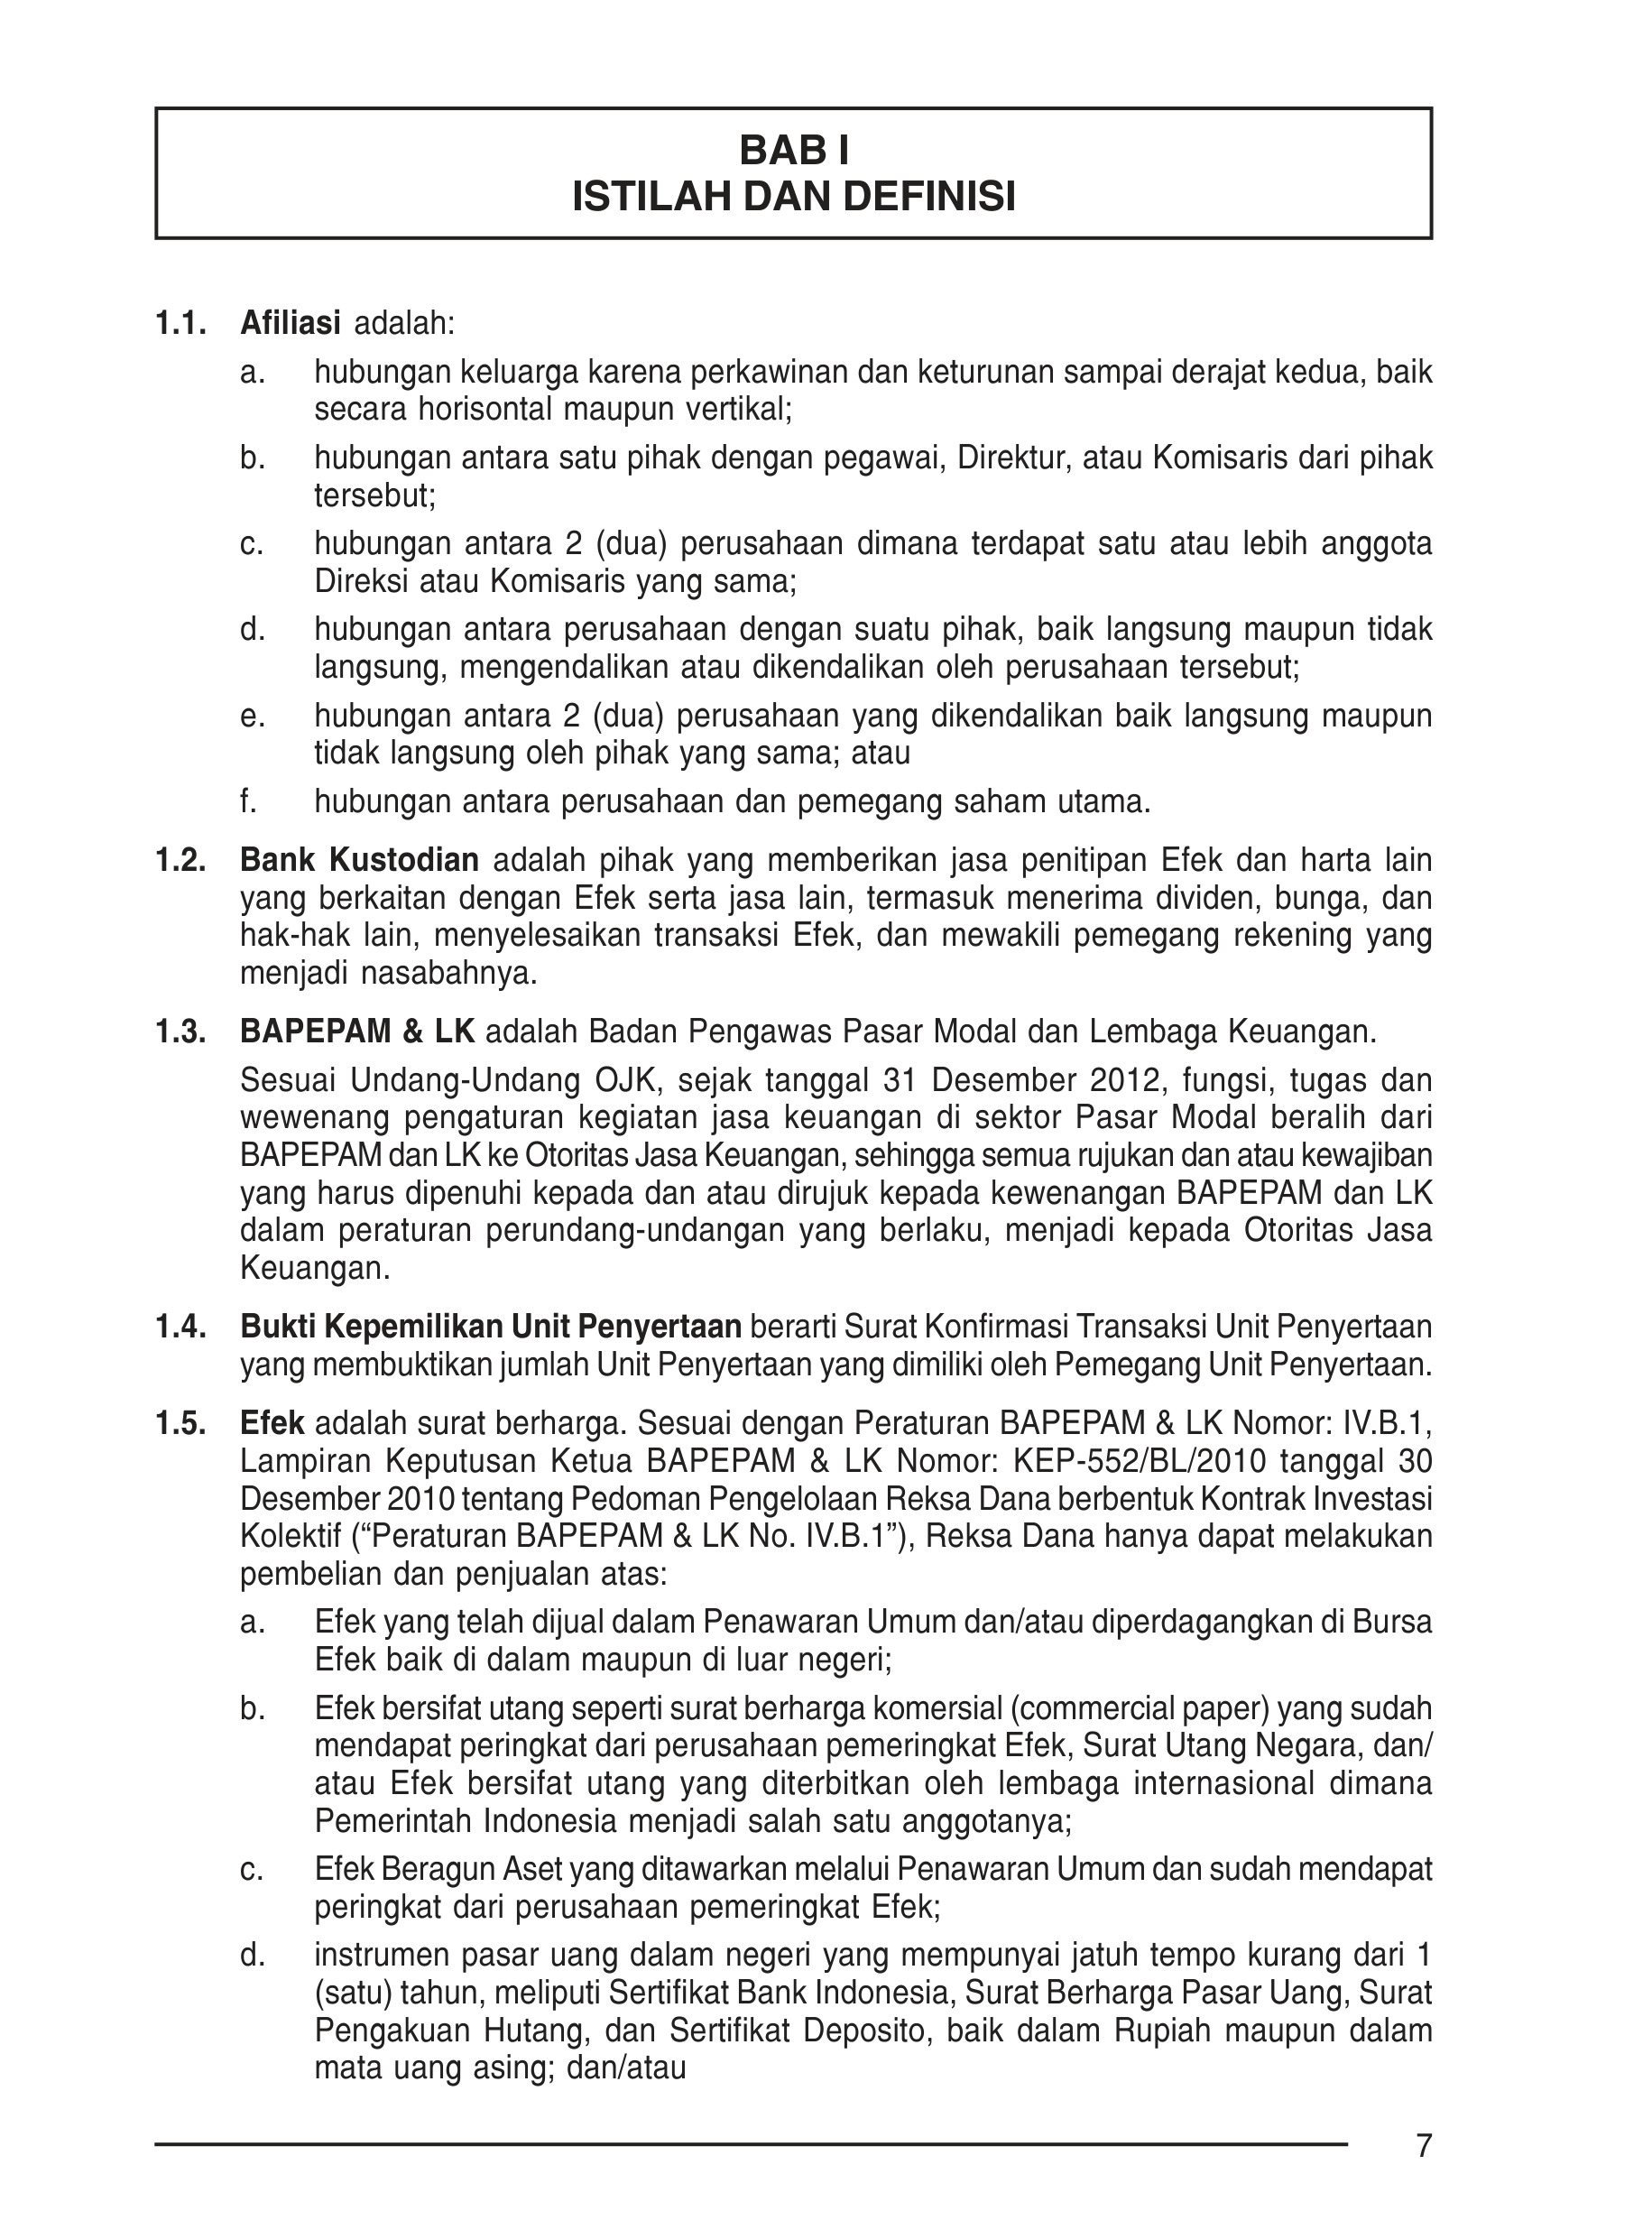 BAB I
ISTILAH DAN DEFINISI
1.1. Afiliasi adalah:
a. hubungan keluarga karena perkawinan dan keturunan sampai derajat kedua, baik
secara horisontal maupun vertikal;
b. hubungan antara satu pihak dengan pegawai, Direktur, atau Komisaris dari pihak
tersebut;
c. hubungan antara 2 (dua) perusahaan dimana terdapat satu atau lebih anggota
Direksi atau Komisaris yang sama;
d. hubungan antara perusahaan dengan suatu pihak, baik langsung maupun tidak
langsung, mengendalikan atau dikendalikan oleh perusahaan tersebut;
e. hubungan antara 2 (dua) perusahaan yang dikendalikan baik langsung maupun
tidak langsung oleh pihak yang sama; atau
f. hubungan antara perusahaan dan pemegang saham utama.
1.2. Bank Kustodian adalah pihak yang memberikan jasa penitipan Efek dan harta lain
yang berkaitan dengan Efek serta jasa lain, termasuk menerima dividen, bunga, dan
hak-hak lain, menyelesaikan transaksi Efek, dan mewakili pemegang rekening yang
menjadi nasabahnya.
1.3. BAPEPAM & LK adalah Badan Pengawas Pasar Modal dan Lembaga Keuangan.
Sesuai Undang-Undang OJK, sejak tanggal 31 Desember 2012, fungsi, tugas dan
wewenang pengaturan kegiatan jasa keuangan di sektor Pasar Modal beralih dari
BAPEPAM dan LK ke Otoritas Jasa Keuangan, sehingga semua rujukan dan atau kewajiban
yang harus dipenuhi kepada dan atau dirujuk kepada kewenangan BAPEPAM dan LK
dalam peraturan perundang-undangan yang berlaku, menjadi kepada Otoritas Jasa
Keuangan.
1.4. Bukti Kepemilikan Unit Penyertaan berarti Surat Konfirmasi Transaksi Unit Penyertaan
yang membuktikan jumlah Unit Penyertaan yang dimiliki oleh Pemegang Unit Penyertaan.
1.5. Efek adalah surat berharga. Sesuai dengan Peraturan BAPEPAM & LK Nomor: IV.B.1,
Lampiran Keputusan Ketua BAPEPAM & LK Nomor: KEP-552/BL/2010 tanggal 30
Desember 2010 tentang Pedoman Pengelolaan Reksa Dana berbentuk Kontrak Investasi
Kolektif (“Peraturan BAPEPAM & LK No. IV.B.1”), Reksa Dana hanya dapat melakukan
pembelian dan penjualan atas:
a. Efek yang telah dijual dalam Penawaran Umum dan/atau diperdagangkan di Bursa
Efek baik di dalam maupun di luar negeri;
b. Efek bersifat utang seperti surat berharga komersial (commercial paper) yang sudah
mendapat peringkat dari perusahaan pemeringkat Efek, Surat Utang Negara, dan/
atau Efek bersifat utang yang diterbitkan oleh lembaga internasional dimana
Pemerintah Indonesia menjadi salah satu anggotanya;
c. Efek Beragun Aset yang ditawarkan melalui Penawaran Umum dan sudah mendapat
peringkat dari perusahaan pemeringkat Efek;
d. instrumen pasar uang dalam negeri yang mempunyai jatuh tempo kurang dari 1
(satu) tahun, meliputi Sertifikat Bank Indonesia, Surat Berharga Pasar Uang, Surat
Pengakuan Hutang, dan Sertifikat Deposito, baik dalam Rupiah maupun dalam
mata uang asing; dan/atau
7